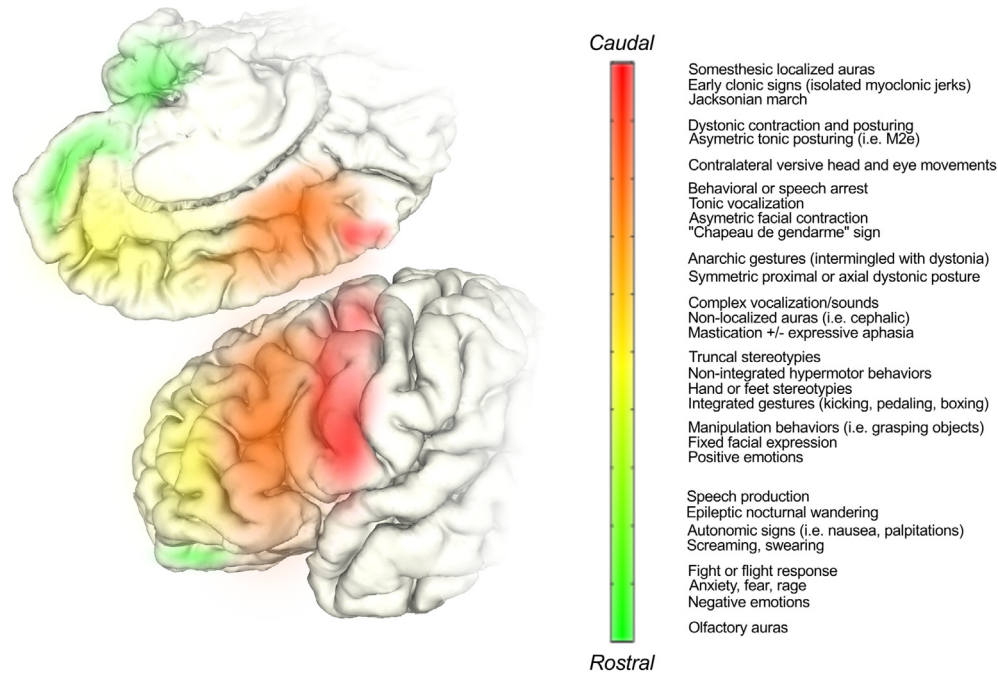 Caudal
Somesthesic localized auras
Early clonic signs (isolated myoclonic jerks)
Jacksonian march
Dystonic contraction and posturing
Asymetric tonic posturing (i.e. M2e)
Contralateral versive head and eye movements
Behavioral or speech arrest
Tonic vocalization
Asymetric facial contraction
"Chapeau de gendarme" sign
Anarchic gestures (intermingled with dystonia)
Symmetric proximal or axial dystonic posture
Complex vocalization/sounds
Non-localized auras (i.e. cephalic)
Mastication +/- expressive aphasia
Truncal stereotypies
Non-integrated hypermotor behaviors
Hand or feet stereotypies
Integrated gestures (kicking, pedaling, boxing)
Manipulation behaviors (i.e. grasping objects)
Fixed facial expression
Positive emotions
Speech production
Epileptic nocturnal wandering
Autonomic signs (i.e. nausea, palpitations)
Screaming, swearing
Fight or flight response
Anxiety, fear, rage
Negative emotions
Olfactory auras
Rostral